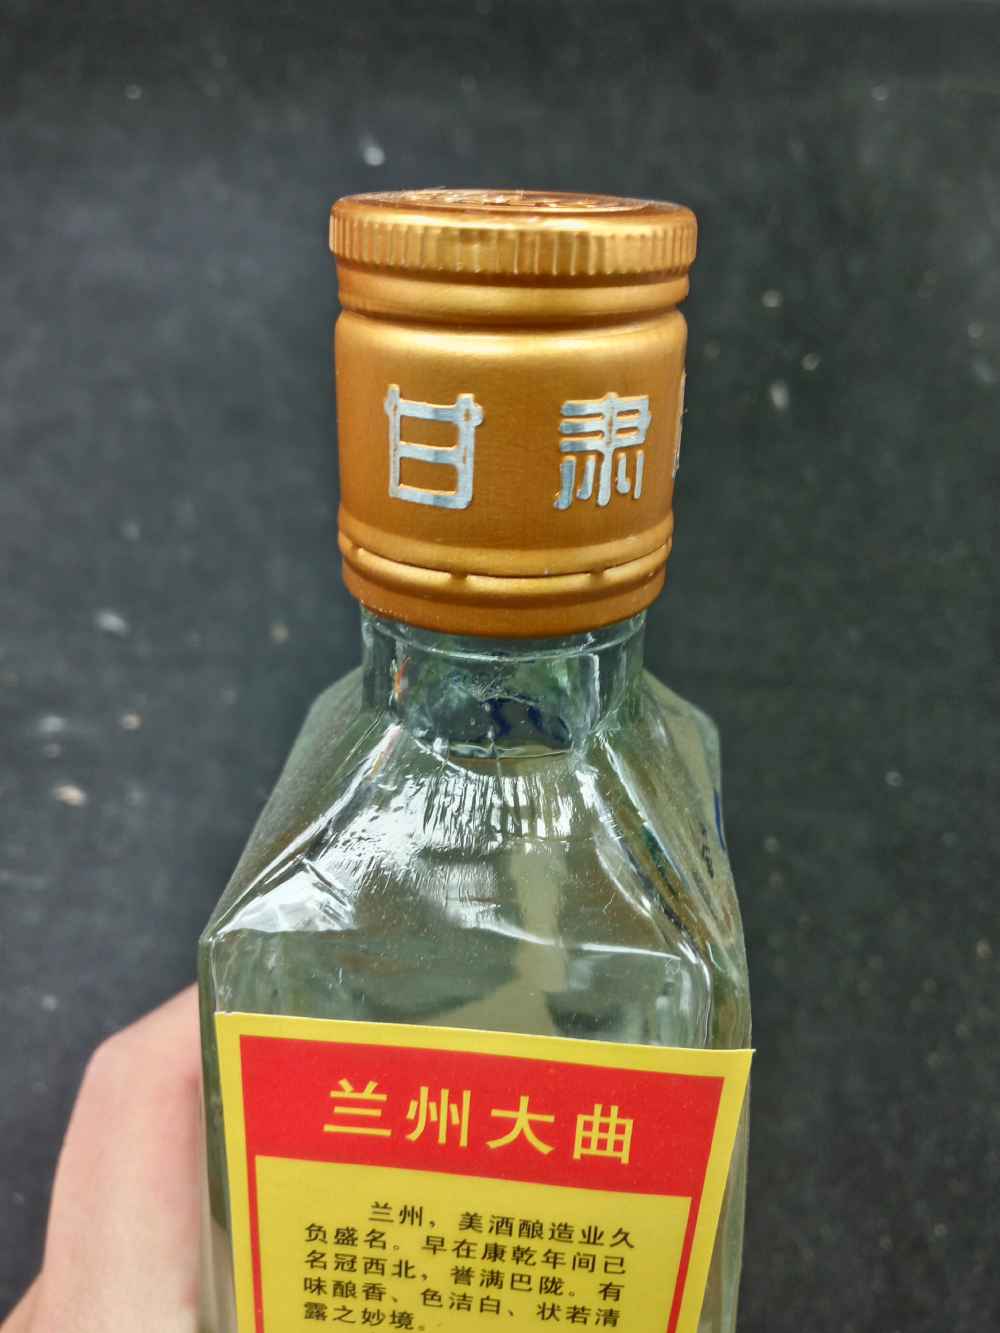 甘肃
兰州大曲
兰州，美酒酿造业久
负盛名。早在康乾年间已
名冠西北，誉满巴陇。有
味酿香、色洁白、状若清
露之妙境。